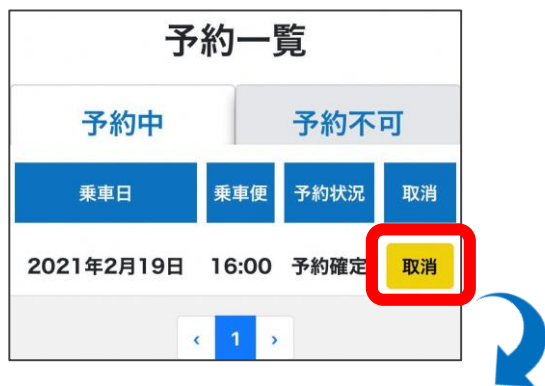 予約一覧
予約中 予約不可
乗車日 乗車便 予約状況 取消
2021年2月19日 16:00 予約確定 取消
‹ 1 ›